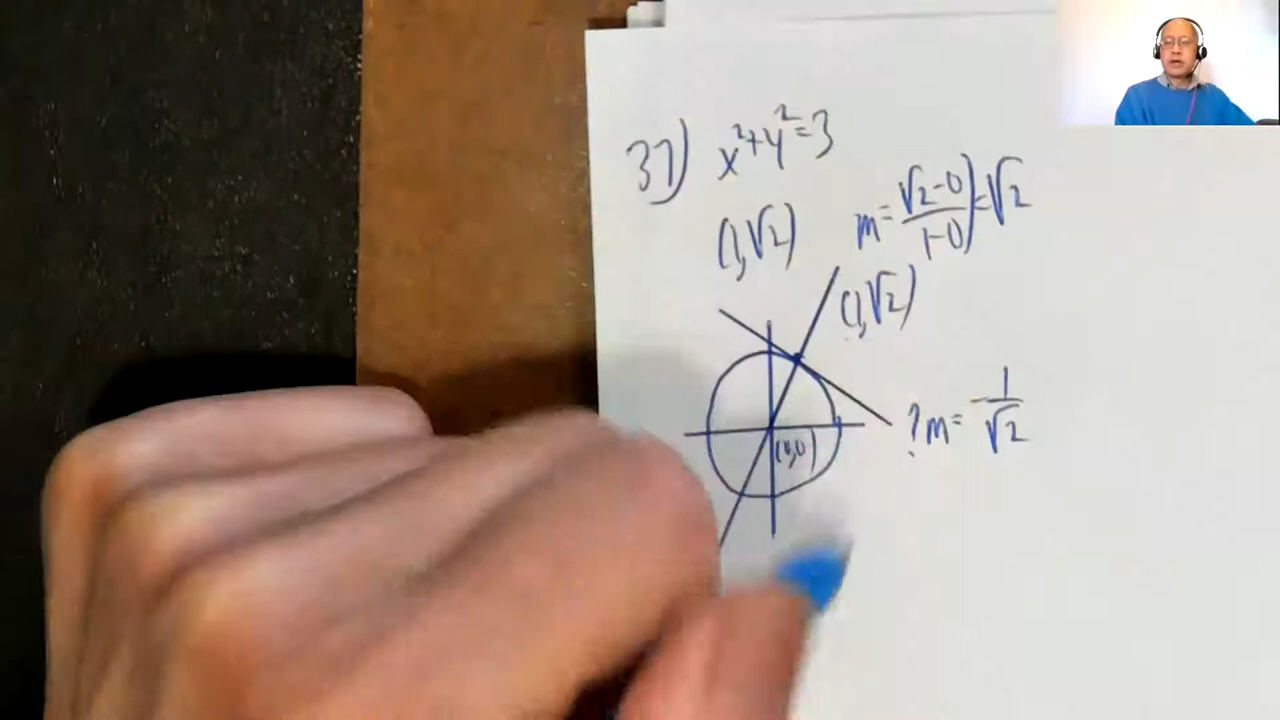 37) x²+y²=3
(1,√2) m= √2-0/1-0) =√2
(1,√2)
? m= -1/√2
(0,0)